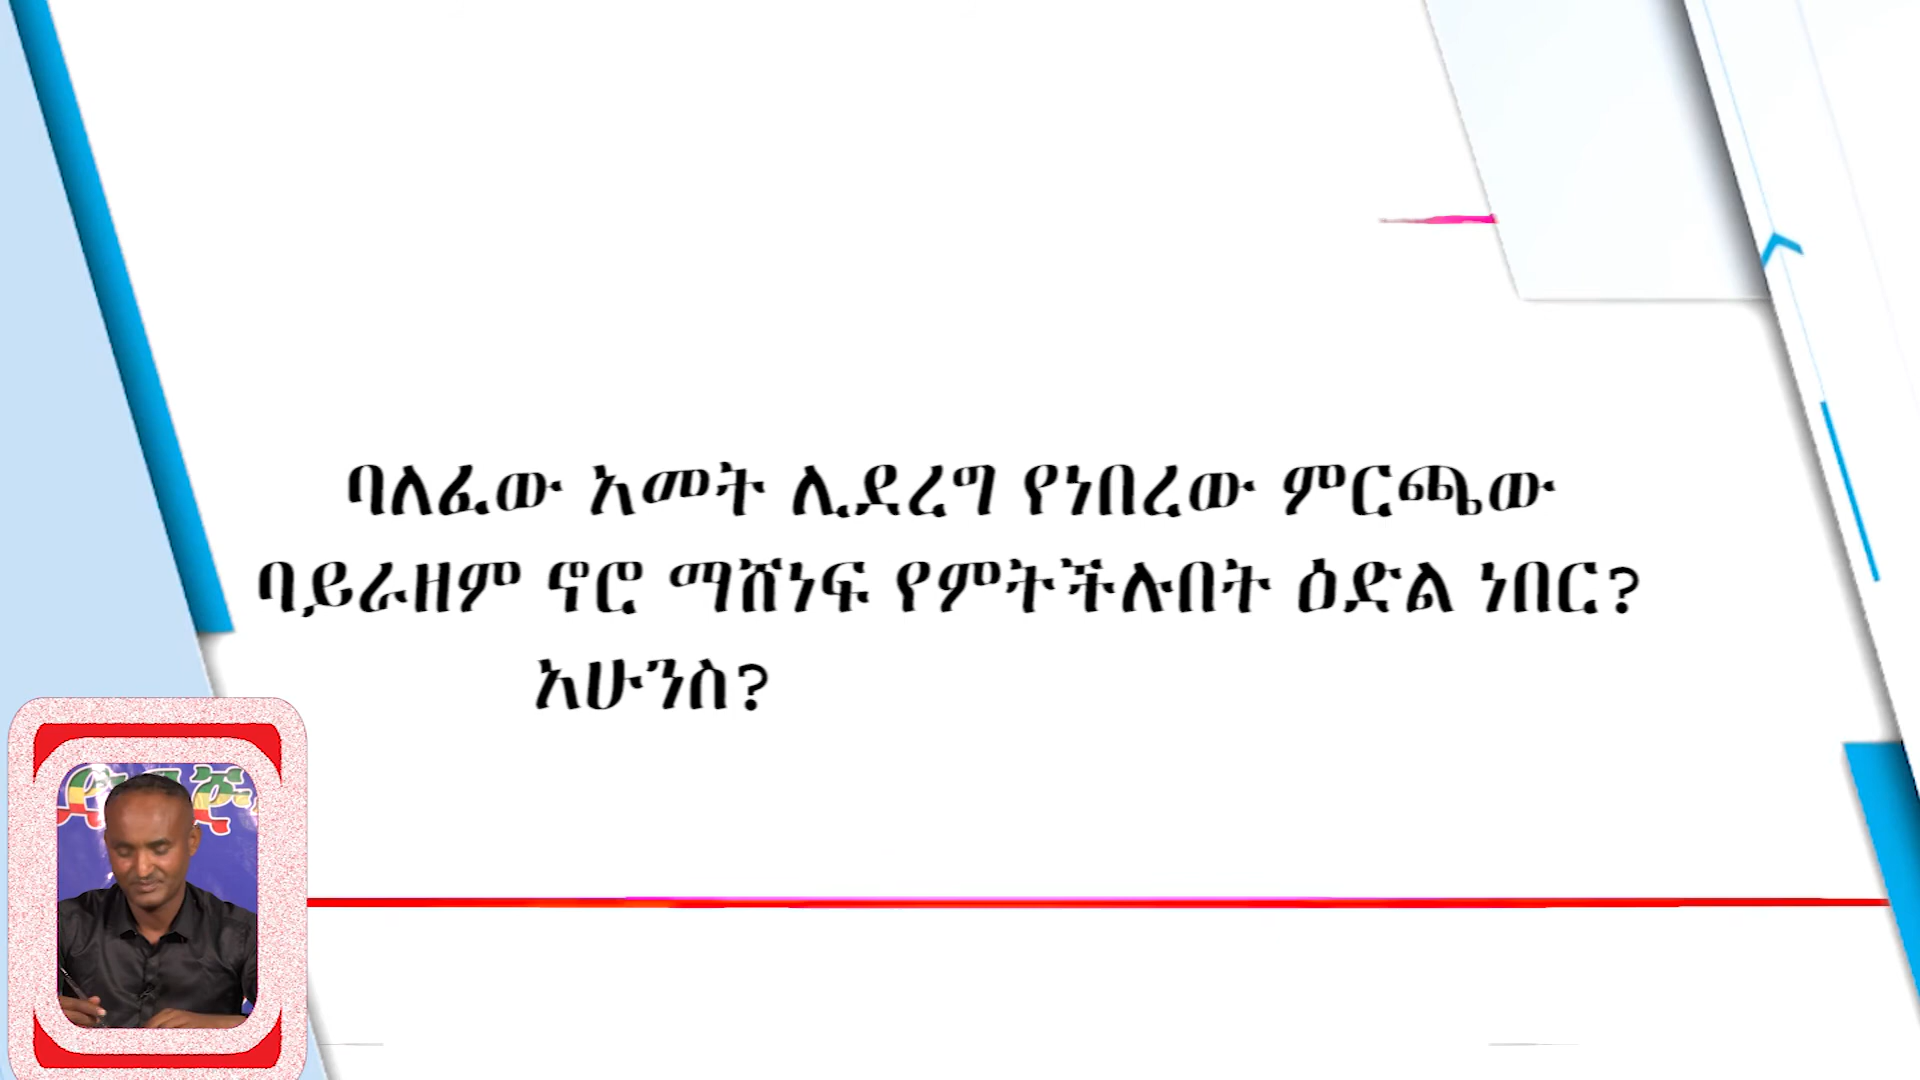 ባለፈው አመት ሊደረግ የነበረው ምርጫው
ባይራዘም ኖሮ ማሸነፍ የምትችሉበት ዕድል ነበር?
አሁንስ?